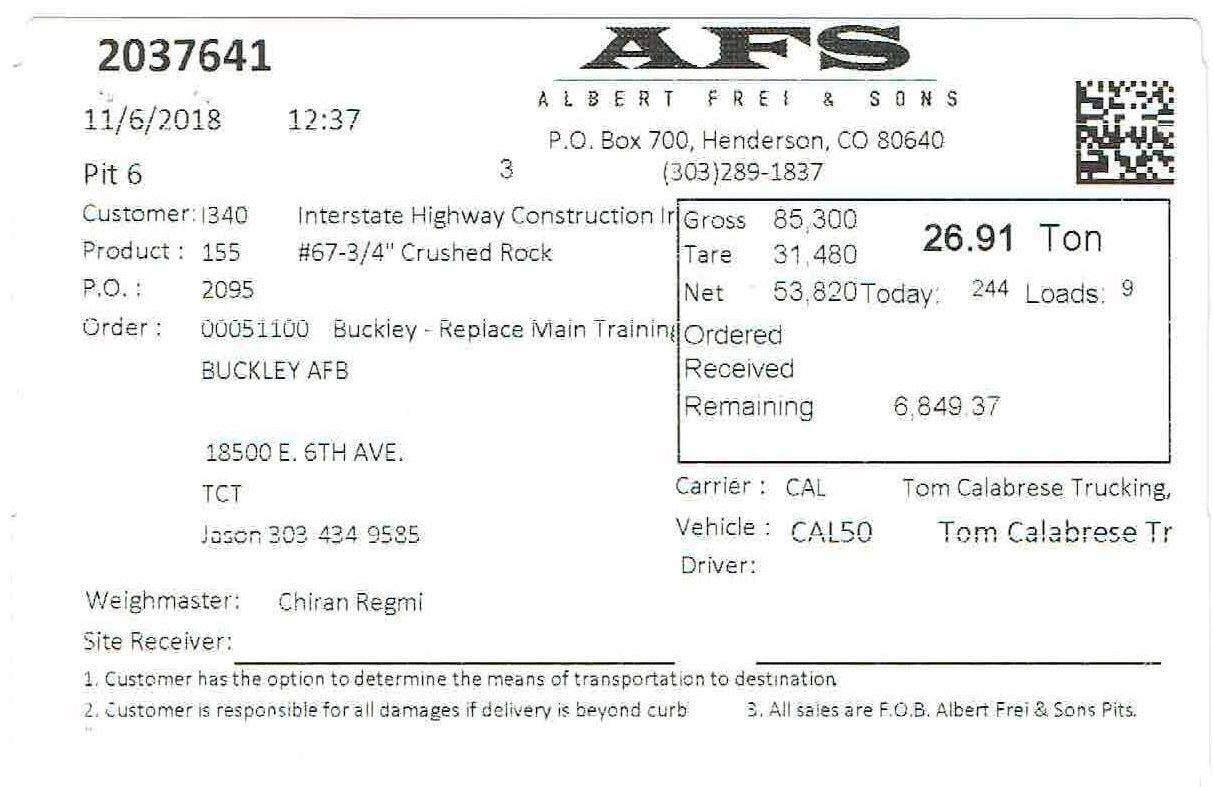 2037641
AFS
ALBERT FREI & SONS
11/6/2018 12:37
P.O. Box 700, Henderson, CO 80640
Pit 6 3 (303)289-1837
Customer: I340 Interstate Highway Construction Ir
Gross 85,300 26.91 Ton
Product : 155 #67-3/4" Crushed Rock
Tare 31,480
P.O. : 2095
Net 53,820 Today: 244 Loads: 9
Order : 00051100 Buckley - Replace Main Training
Ordered
BUCKLEY AFB
Received
Remaining 6,849.37
18500 E. 6TH AVE.
TCT
Carrier : CAL Tom Calabrese Trucking,
Jason 303 434 9585
Vehicle : CAL50 Tom Calabrese Tr
Driver:
Weighmaster: Chiran Regmi
Site Receiver:
1. Customer has the option to determine the means of transportation to destination
2. Customer is responsible for all damages if delivery is beyond curb 3. All sales are F.O.B. Albert Frei & Sons Pits.